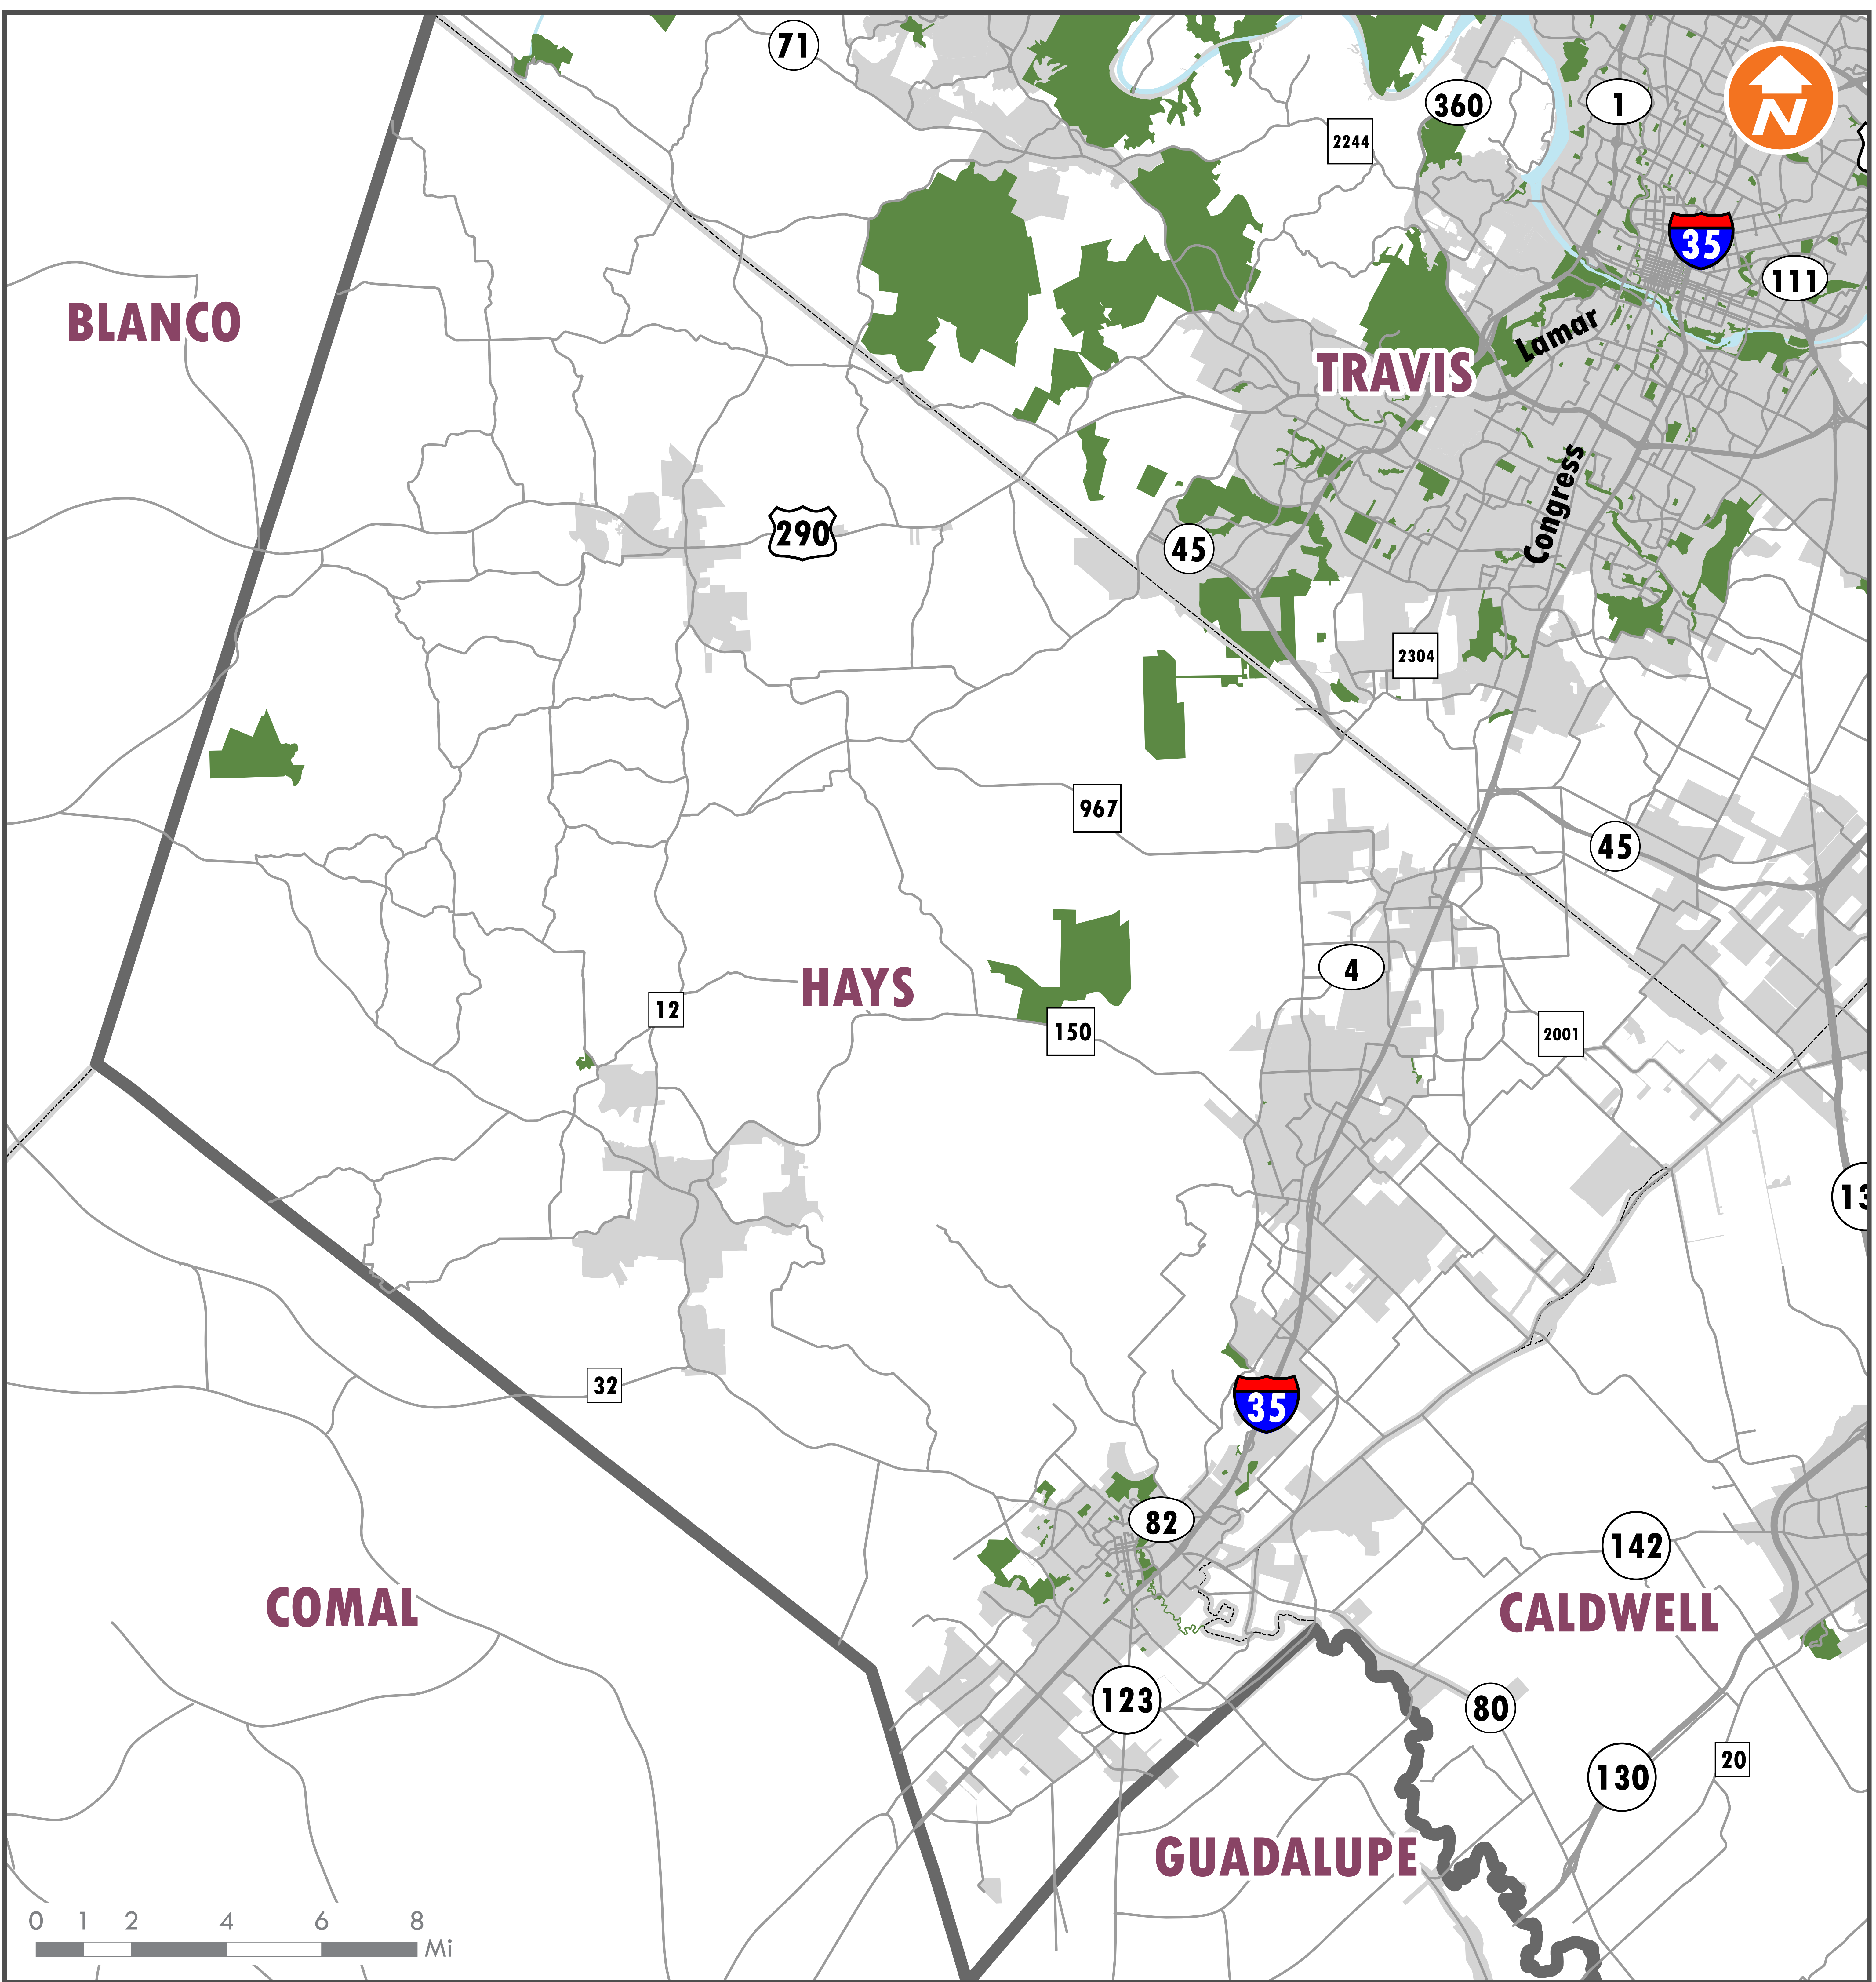 71
360
1
N
2244
35
111
BLANCO
Lamar
TRAVIS
Congress
290
45
2304
967
45
4
HAYS
12
150
2001
13
32
35
82
142
COMAL
CALDWELL
123
80
20
130
GUADALUPE
0 1 2 4 6 8
Mi